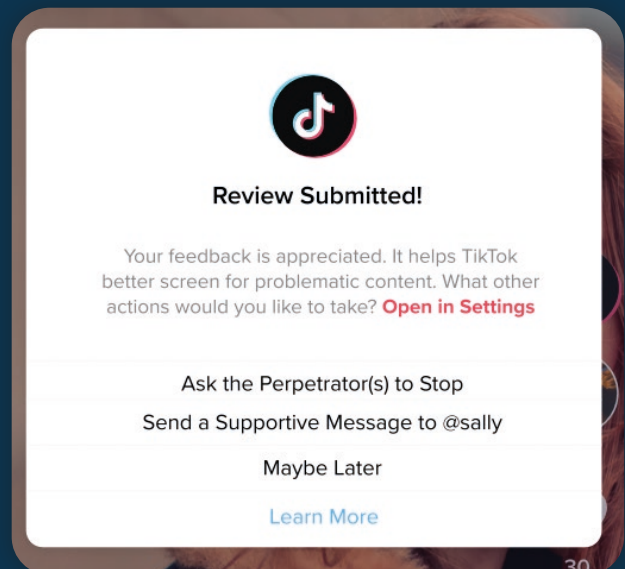 Review Submitted!
Your feedback is appreciated. It helps TikTok
better screen for problematic content. What other
actions would you like to take? Open in Settings
Ask the Perpetrator(s) to Stop
Send a Supportive Message to @sally
Maybe Later
Learn More
30